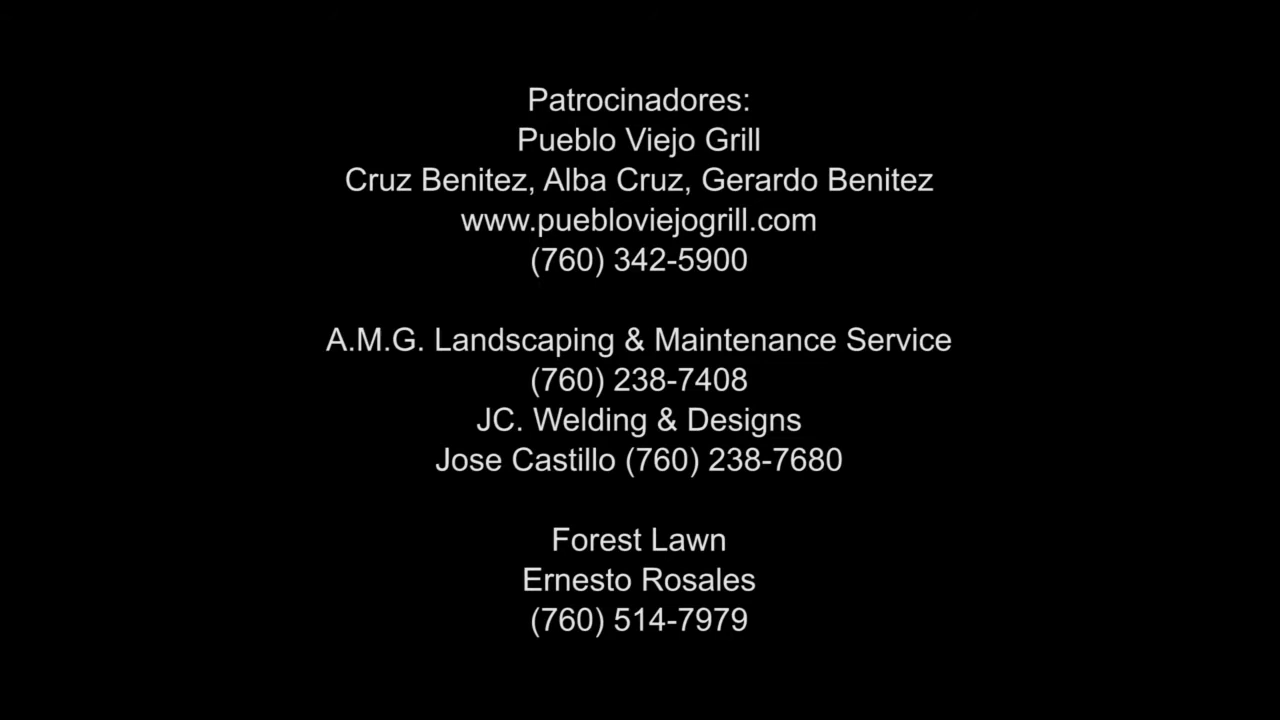 Patrocinadores:
Pueblo Viejo Grill
Cruz Benitez, Alba Cruz, Gerardo Benitez
www.puebloviejogrill.com
(760) 342-5900
A.M.G. Landscaping & Maintenance Service
(760) 238-7408
JC. Welding & Designs
Jose Castillo (760) 238-7680
Forest Lawn
Ernesto Rosales
(760) 514-7979